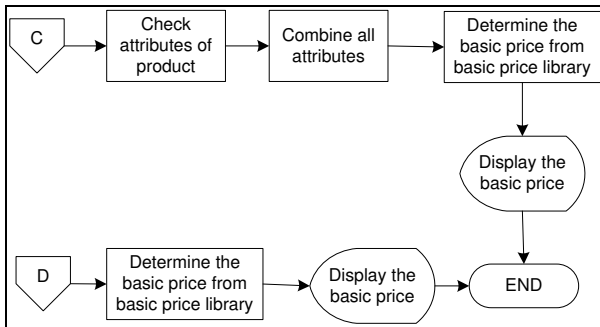 C
Check
attributes of
product
Combine all
attributes
Determine the
basic price from
basic price library
Display the
basic price
D
Determine the
basic price from
basic price library
Display the
basic price
END